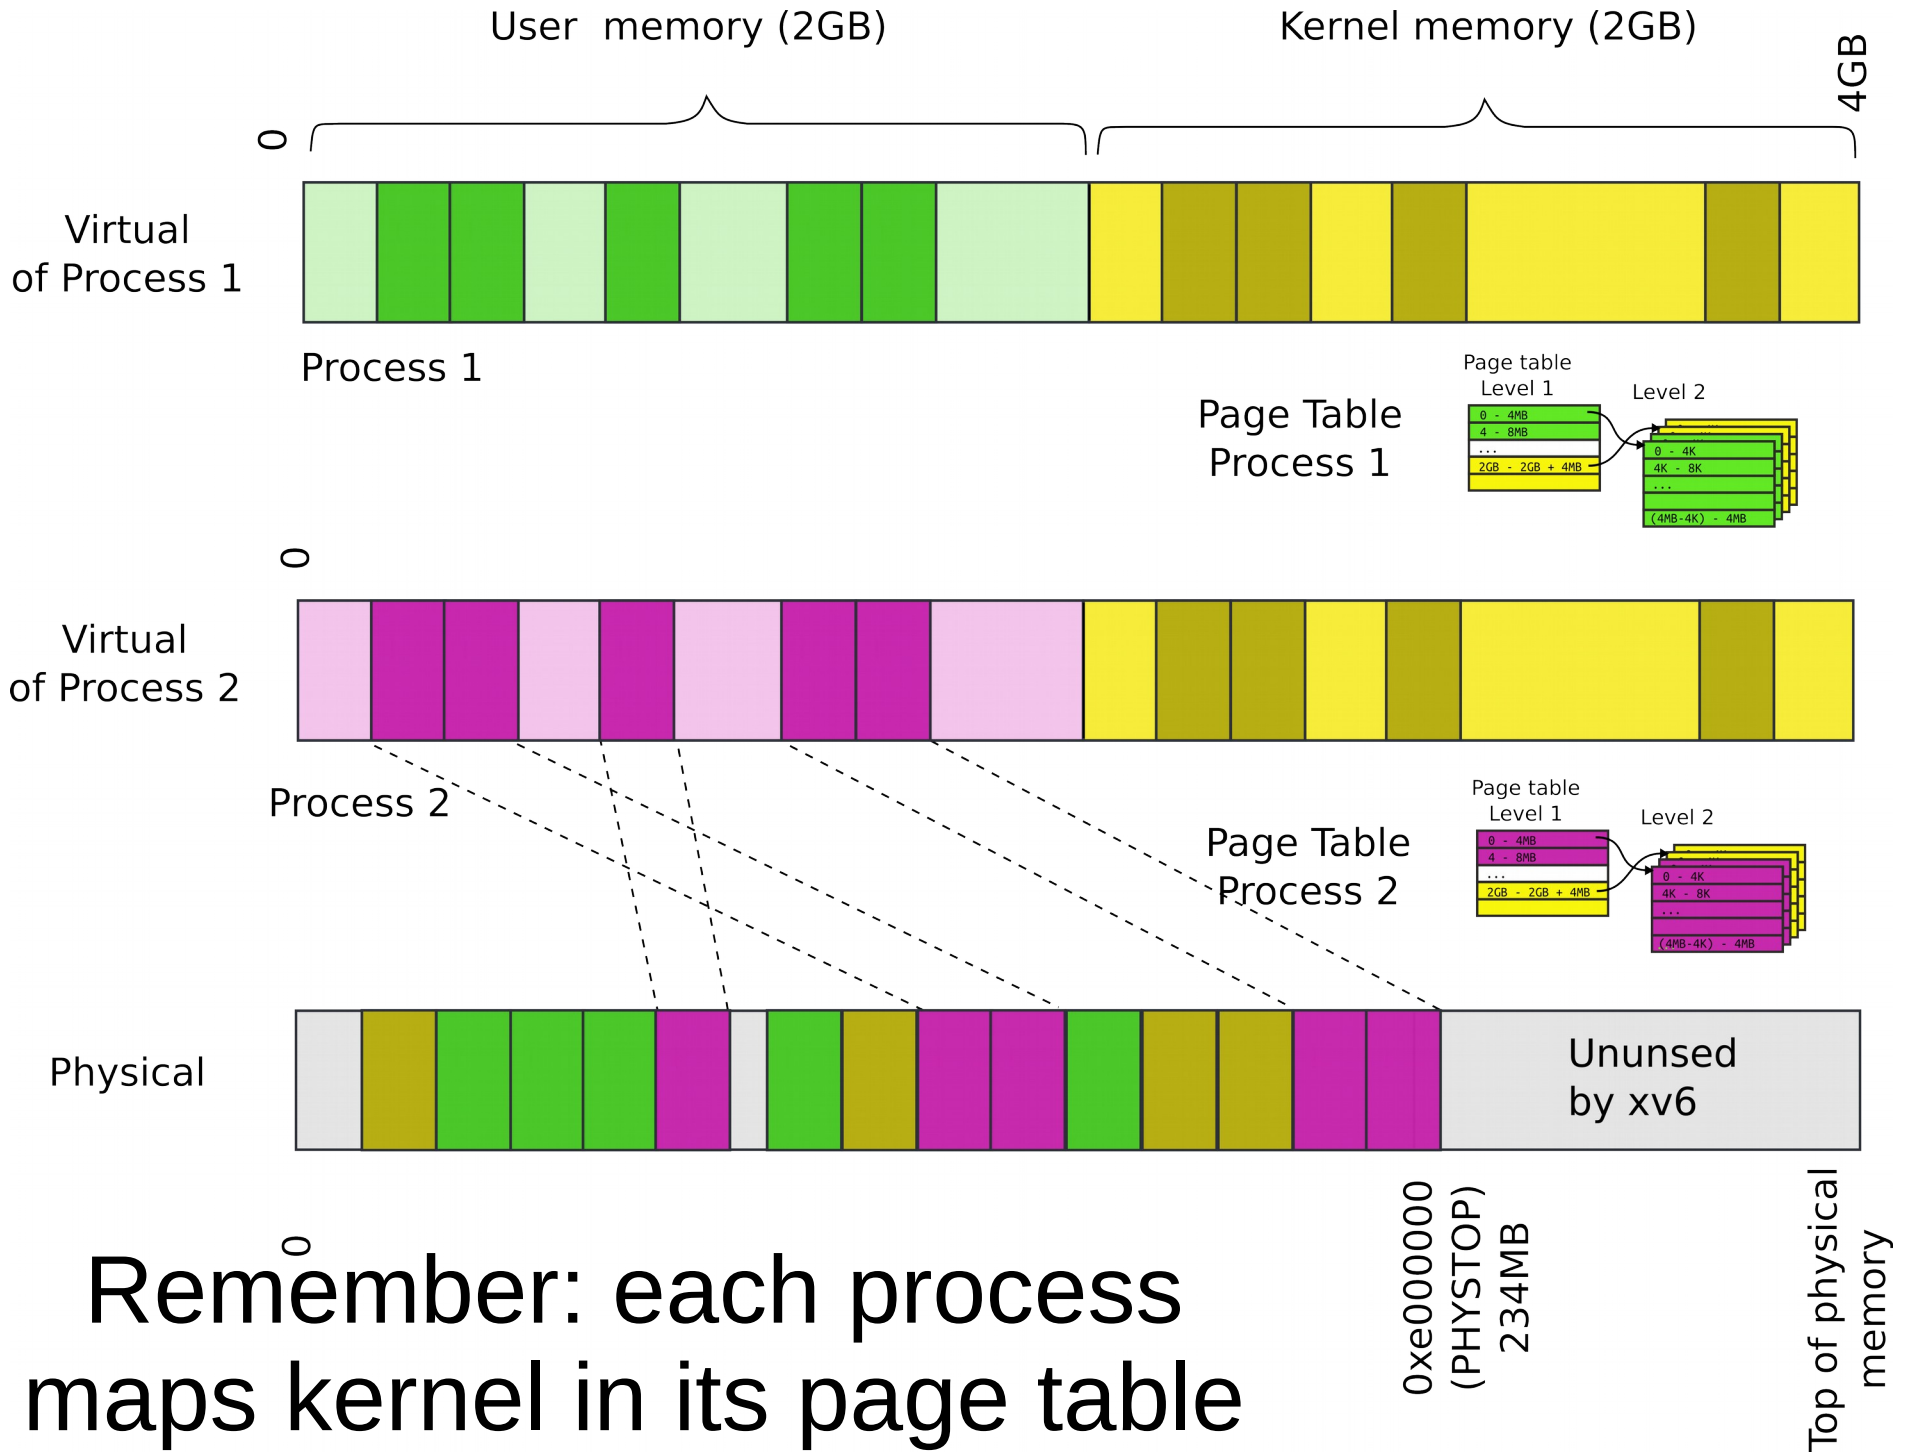 User  memory (2GB)
Kernel memory (2GB)
4GB
0
Virtual
of Process 1
Process 1
Page Table
Process 1
Page table
Level 1
Level 2
0 - 4MB
4 - 8MB
...
2GB - 2GB + 4MB
0 - 4K
4K - 8K
...
(4MB-4K) - 4MB
0
Virtual
of Process 2
Process 2
Page Table
Process 2
Page table
Level 1
Level 2
0 - 4MB
4 - 8MB
...
2GB - 2GB + 4MB
0 - 4K
4K - 8K
...
(4MB-4K) - 4MB
Physical
Ununsed
by xv6
0
0xe000000
(PHYSTOP)
234MB
Top of physical
memory
Remember: each process
maps kernel in its page table